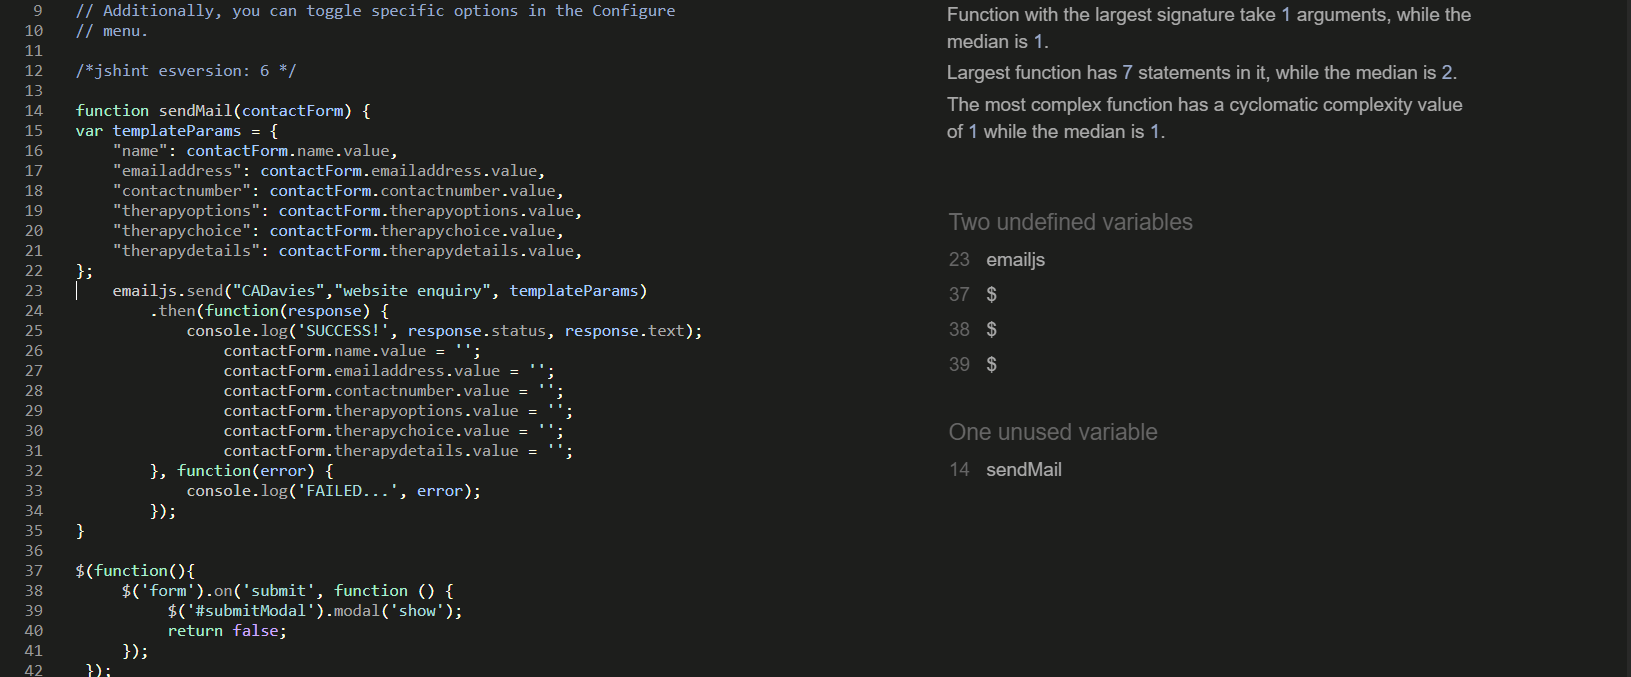 9 // Additionally, you can toggle specific options in the Configure
10 // menu.
11
12 /*jshint esversion: 6 */
13
14 function sendMail(contactForm) {
15 var templateParams = {
16 "name": contactForm.name.value,
17 "emailaddress": contactForm.emailaddress.value,
18 "contactnumber": contactForm.contactnumber.value,
19 "therapyoptions": contactForm.therapyoptions.value,
20 "therapychoice": contactForm.therapychoice.value,
21 "therapydetails": contactForm.therapydetails.value,
22 };
23 emailjs.send("CADavies","website enquiry", templateParams)
24 .then(function(response) {
25 console.log('SUCCESS!', response.status, response.text);
26 contactForm.name.value = '';
27 contactForm.emailaddress.value = '';
28 contactForm.contactnumber.value = '';
29 contactForm.therapyoptions.value = '';
30 contactForm.therapychoice.value = '';
31 contactForm.therapydetails.value = '';
32 }, function(error) {
33 console.log('FAILED...', error);
34 });
35 }
36
37 $(function(){
38 $('form').on('submit', function () {
39 $('#submitModal').modal('show');
40 return false;
41 });
42 });
Function with the largest signature take 1 arguments, while the
median is 1.
Largest function has 7 statements in it, while the median is 2.
The most complex function has a cyclomatic complexity value
of 1 while the median is 1.
Two undefined variables
23 emailjs
37 $
38 $
39 $
One unused variable
14 sendMail